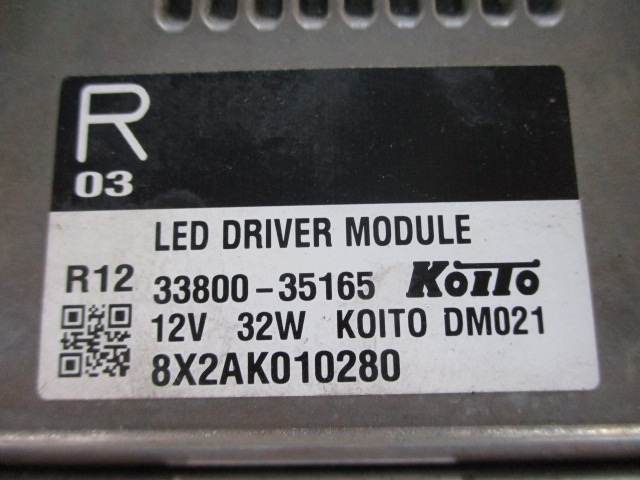 R
03
LED DRIVER MODULE
R12 33800-35165 KOITO
12V 32W KOITO DM021
8X2AK010280